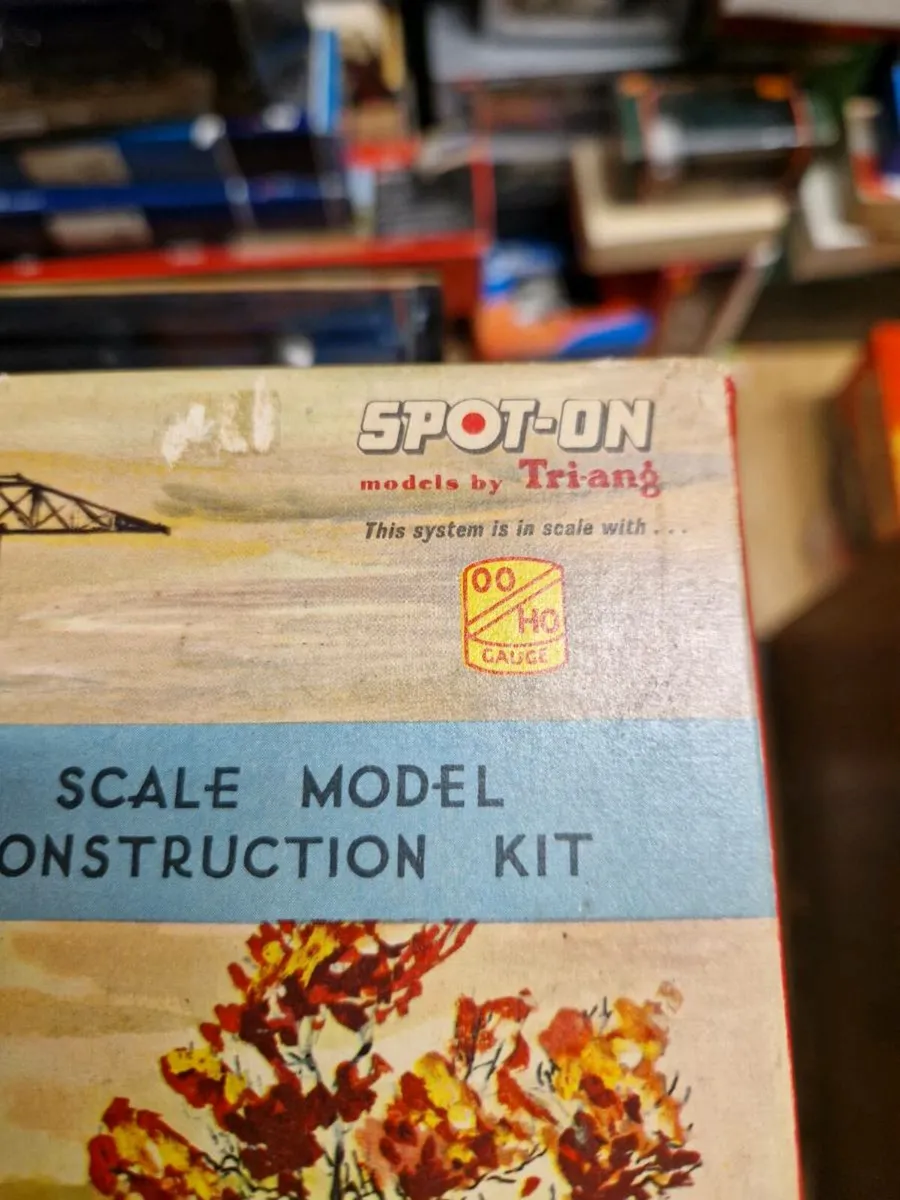 SPOT-ON
models by Tri-ang
This system is in scale with . . .
OO
HO
GAUGE
SCALE MODEL
ONSTRUCTION KIT